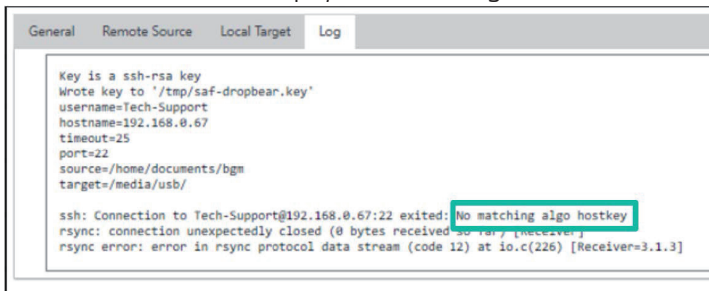 General Remote Source Local Target Log
Key is a ssh-rsa key
Wrote key to '/tmp/saf-dropbear.key'
username=Tech-Support
hostname=192.168.0.67
timeout=25
port=22
source=/home/documents/bgm
target=/media/usb/
ssh: Connection to Tech-Support@192.168.0.67:22 exited: No matching algo hostkey
rsync: connection unexpectedly closed (0 bytes received so far) [Receiver]
rsync error: error in rsync protocol data stream (code 12) at io.c(226) [Receiver=3.1.3]